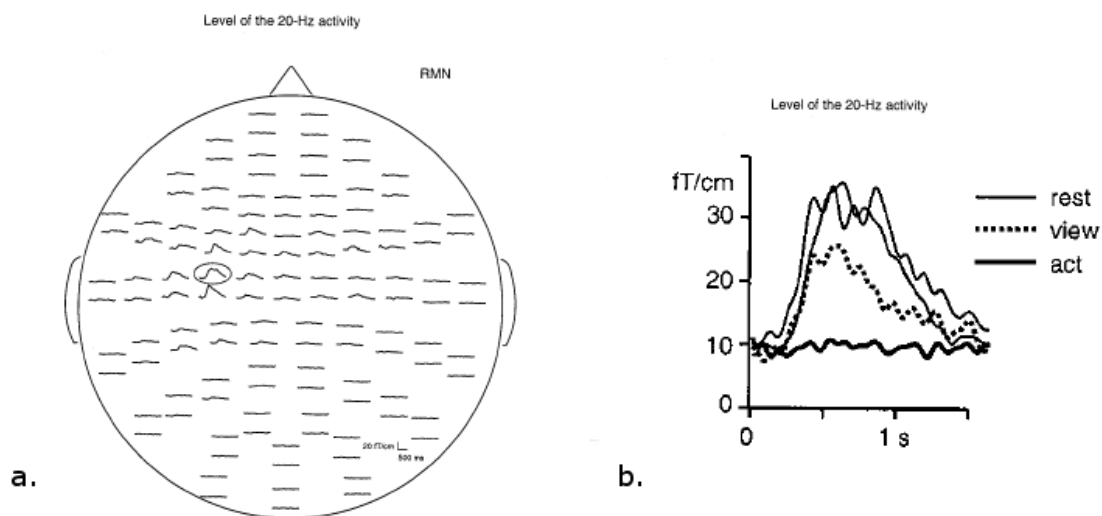 Level of the 20-Hz activity
RMN
20 fT/cm
500 ms
a.
Level of the 20-Hz activity
fT/cm
30
20
10
0
0
1 s
rest
view
act
b.